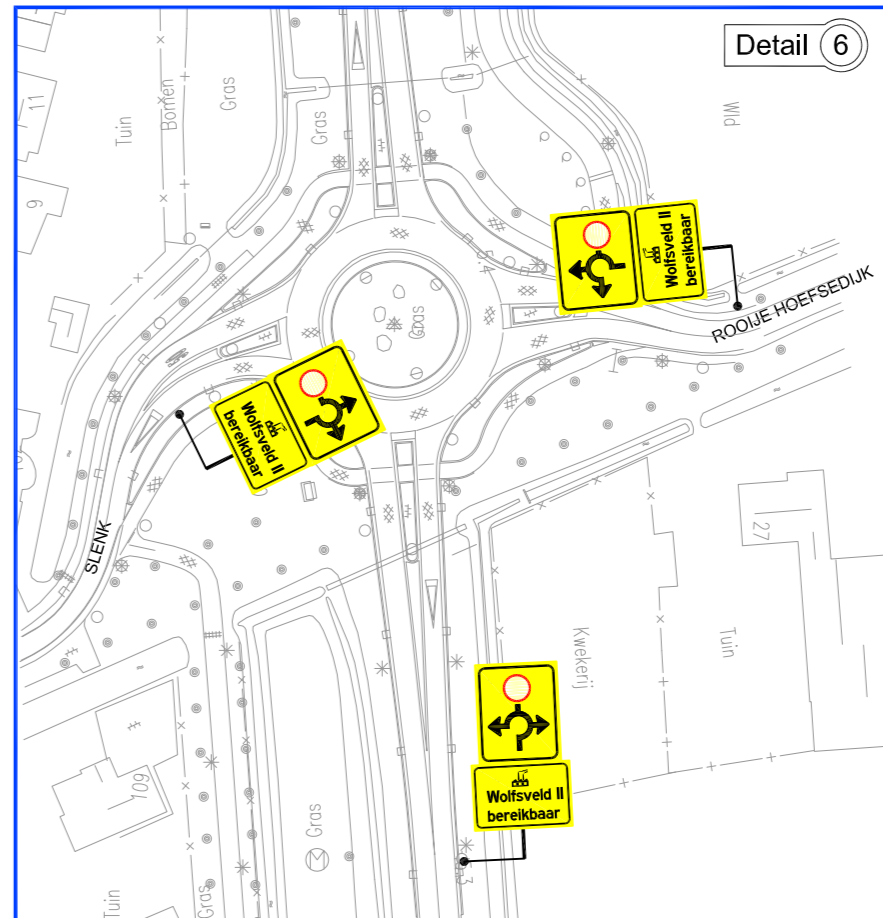 Detail 6
11
Tuin
Bomen
Gras
Gras
Wld
9
Gras
Wolfsveld II
bereikbaar
ROOIJE HOEFSEDIJK
Wolfsveld II
bereikbaar
SLENK
27
Kwekerij
Tuin
109
Wolfsveld II
bereikbaar
Gras
Tuin
Gras